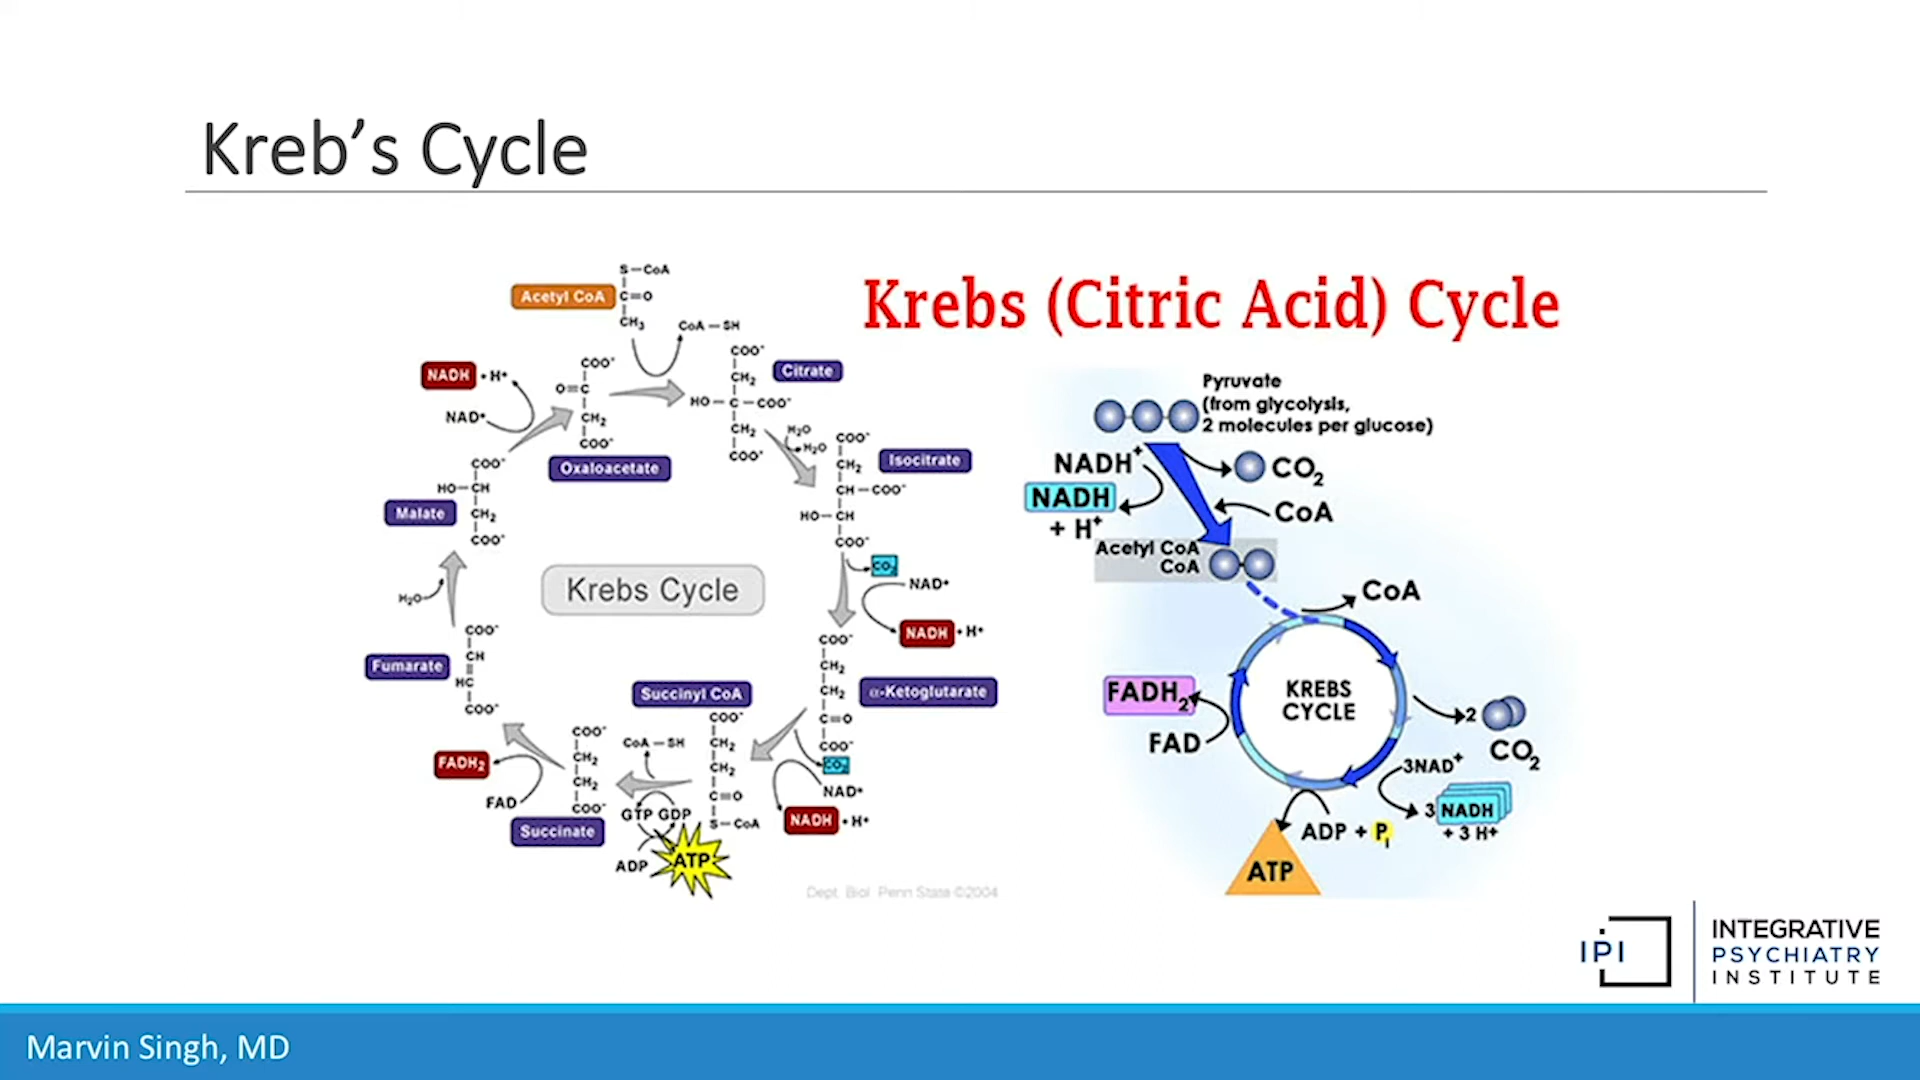 Kreb's Cycle
S—CoA
Acetyl CoA
C=O
CH₃
CoA—SH
COO⁻
CH₂
Citrate
HO—C—COO⁻
CH₂
COO⁻
NADH + H⁺
NAD⁺
COO⁻
O=C
CH₂
COO⁻
Oxaloacetate
H₂O
H₂O
COO⁻
CH₂
Isocitrate
CH—COO⁻
HO—CH
COO⁻
COO⁻
HO—CH
Malate
CH₂
COO⁻
CO₂
NAD⁺
NADH + H⁺
Krebs Cycle
H₂O
COO⁻
CH
Fumarate
HC
COO⁻
COO⁻
CH₂
CH₂
α-Ketoglutarate
C=O
COO⁻
Succinyl CoA
COO⁻
CH₂
CH₂
C=O
S—CoA
CO₂
NAD⁺
NADH + H⁺
CoA—SH
GTP GDP
ADP
ATP
COO⁻
CH₂
CH₂
COO⁻
Succinate
FADH₂
FAD
Dept. Biol. Penn State ©2004
Krebs (Citric Acid) Cycle
Pyruvate
(from glycolysis,
2 molecules per glucose)
NADH⁺
NADH
+ H⁺
CO₂
CoA
Acetyl CoA
CoA
CoA
KREBS
CYCLE
FADH₂
FAD
2
CO₂
3NAD⁺
3 NADH
+ 3 H+
ADP + Pᵢ
ATP
IPI
INTEGRATIVE
PSYCHIATRY
INSTITUTE
Marvin Singh, MD